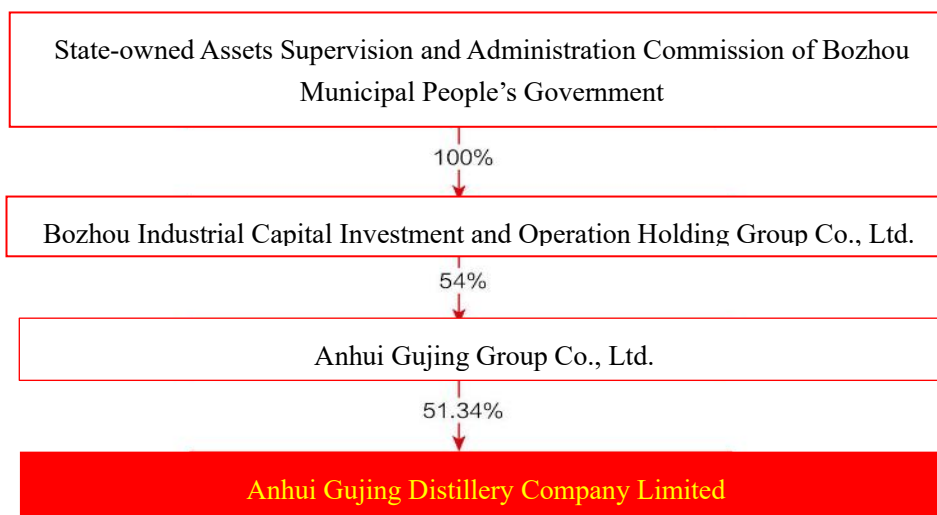 State-owned Assets Supervision and Administration Commission of Bozhou
Municipal People’s Government
100%
Bozhou Industrial Capital Investment and Operation Holding Group Co., Ltd.
54%
Anhui Gujing Group Co., Ltd.
51.34%
Anhui Gujing Distillery Company Limited